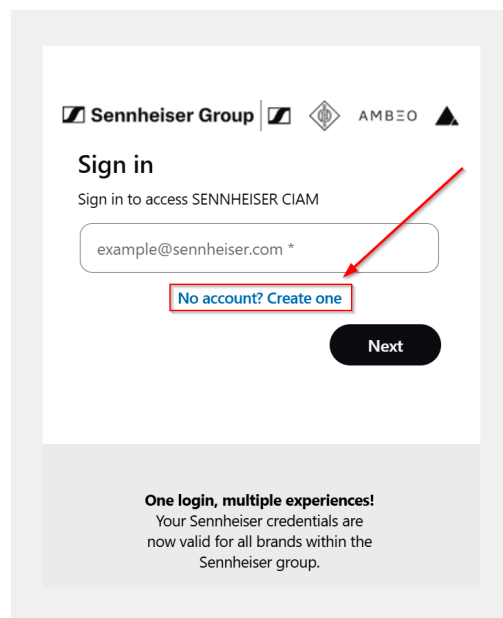 Sennheiser Group
AMBEO
Sign in
Sign in to access SENNHEISER CIAM
example@sennheiser.com *
No account? Create one
Next
One login, multiple experiences!
Your Sennheiser credentials are
now valid for all brands within the
Sennheiser group.